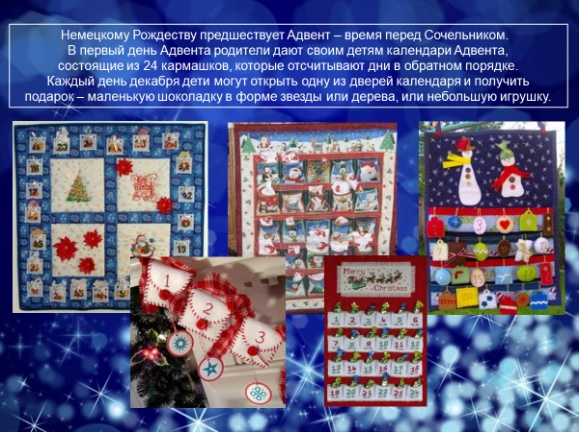 Немецкому Рождеству предшествует Адвент – время перед Сочельником.
В первый день Адвента родители дают своим детям календари Адвента,
состоящие из 24 кармашков, которые отсчитывают дни в обратном порядке.
Каждый день декабря дети могут открыть одну из дверей календаря и получить
подарок – маленькую шоколадку в форме звезды или дерева, или небольшую игрушку.
1
2
3
Merry
Christmas